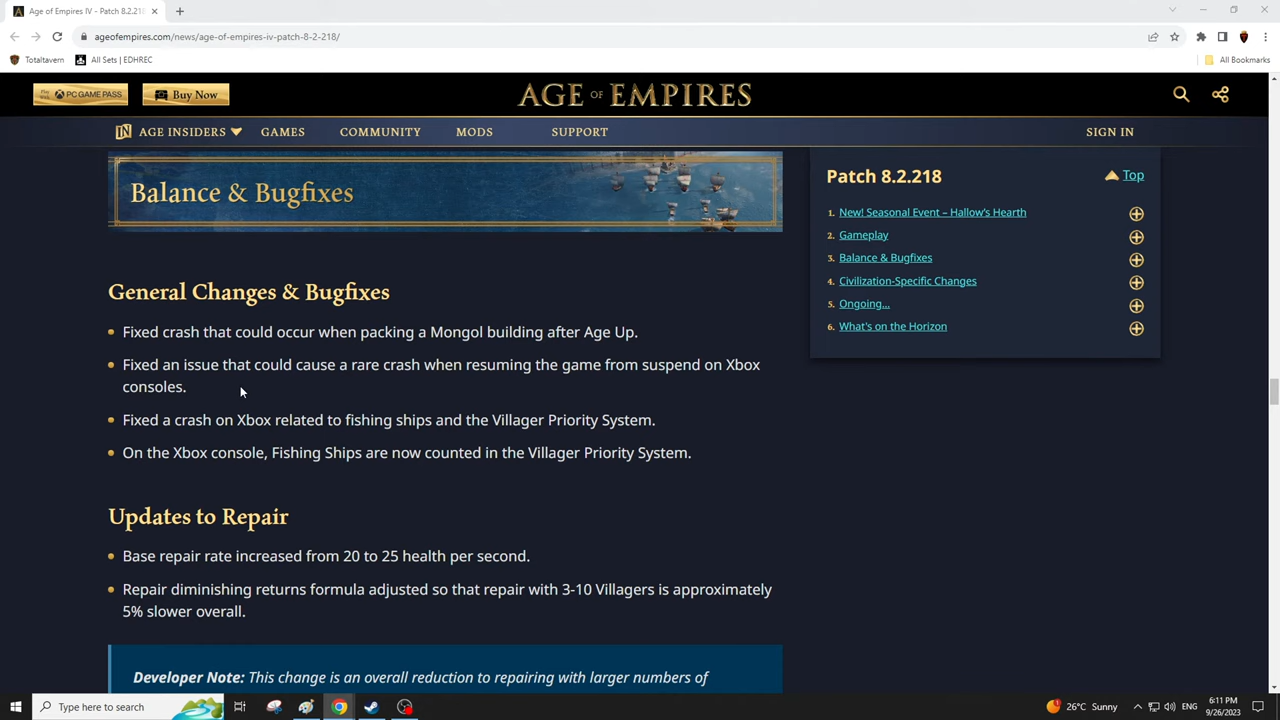 Age of Empires IV - Patch 8.2.218
ageofempires.com/news/age-of-empires-iv-patch-8-2-218/
Totaltavern
All Sets | EDHREC
All Bookmarks
PC GAME PASS
Buy Now
AGE OF EMPIRES
AGE INSIDERS
GAMES
COMMUNITY
MODS
SUPPORT
SIGN IN
Balance & Bugfixes
General Changes & Bugfixes
Fixed crash that could occur when packing a Mongol building after Age Up.
Fixed an issue that could cause a rare crash when resuming the game from suspend on Xbox
consoles.
Fixed a crash on Xbox related to fishing ships and the Villager Priority System.
On the Xbox console, Fishing Ships are now counted in the Villager Priority System.
Updates to Repair
Base repair rate increased from 20 to 25 health per second.
Repair diminishing returns formula adjusted so that repair with 3-10 Villagers is approximately
5% slower overall.
Developer Note: This change is an overall reduction to repairing with larger numbers of
Patch 8.2.218
Top
1. New! Seasonal Event – Hallow's Hearth
2. Gameplay
3. Balance & Bugfixes
4. Civilization-Specific Changes
5. Ongoing...
6. What's on the Horizon
Type here to search
26°C Sunny
ENG
6:11 PM
9/26/2023